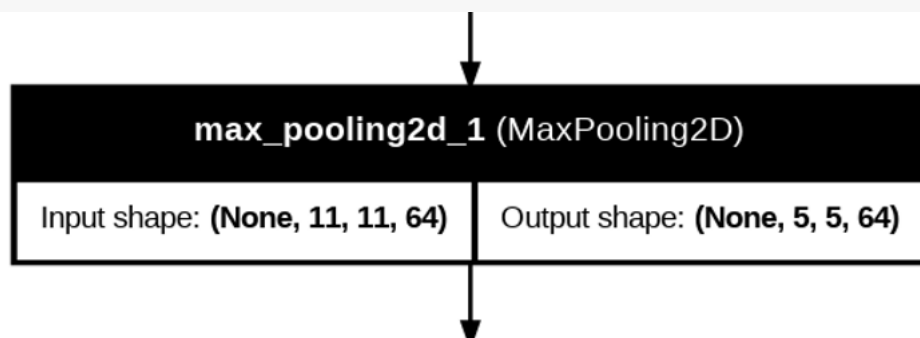 max_pooling2d_1 (MaxPooling2D)
Input shape: (None, 11, 11, 64) Output shape: (None, 5, 5, 64)